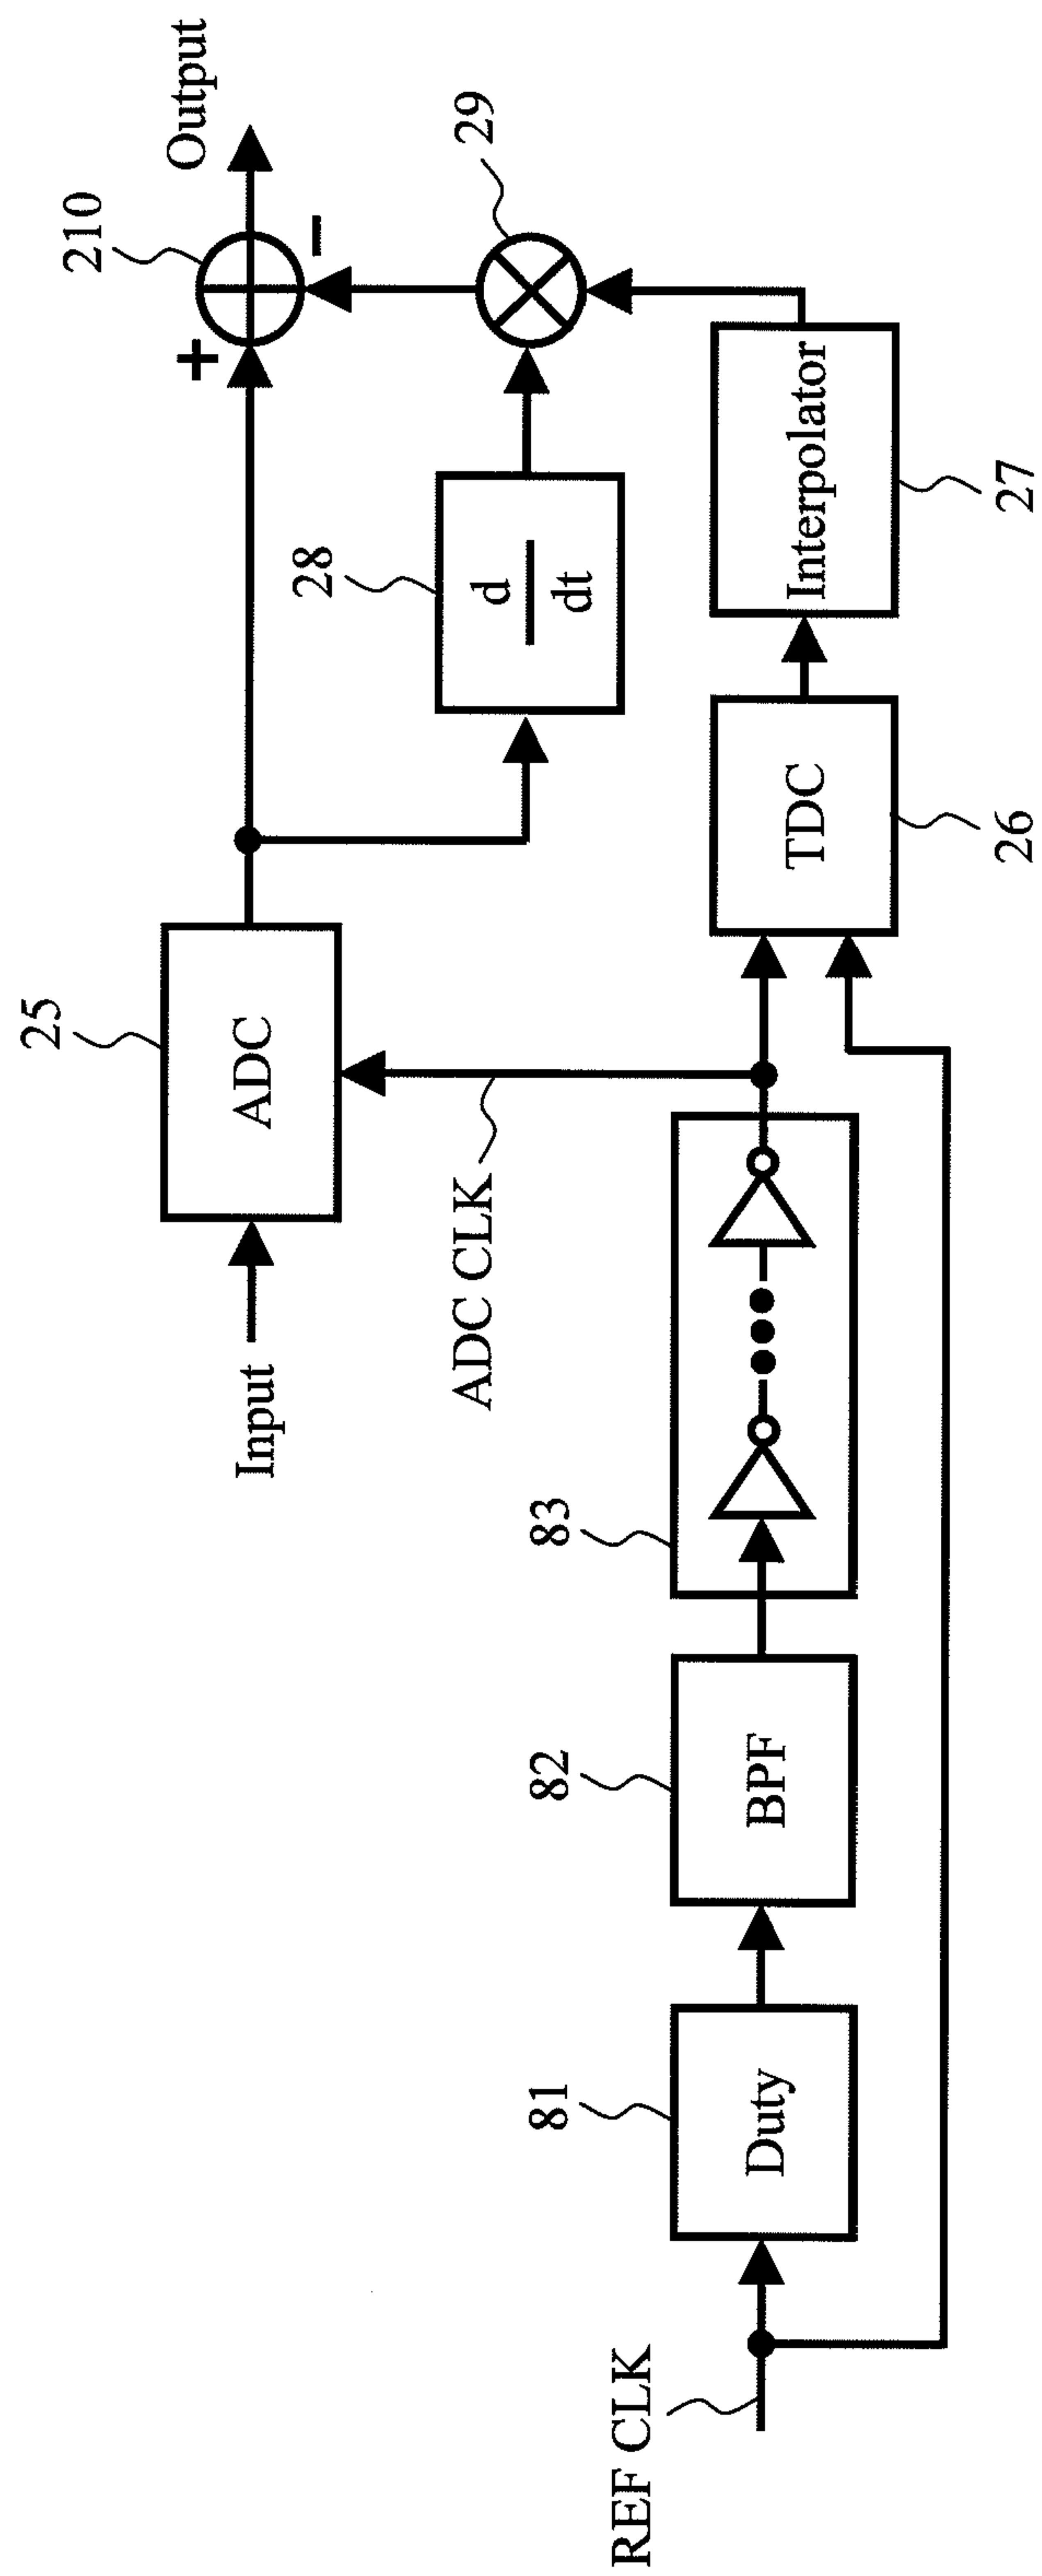 210
Output
+
−
29
28
d
dt
25
ADC
Input
ADC CLK
Interpolator
27
TDC
26
83
82
BPF
81
Duty
REF CLK